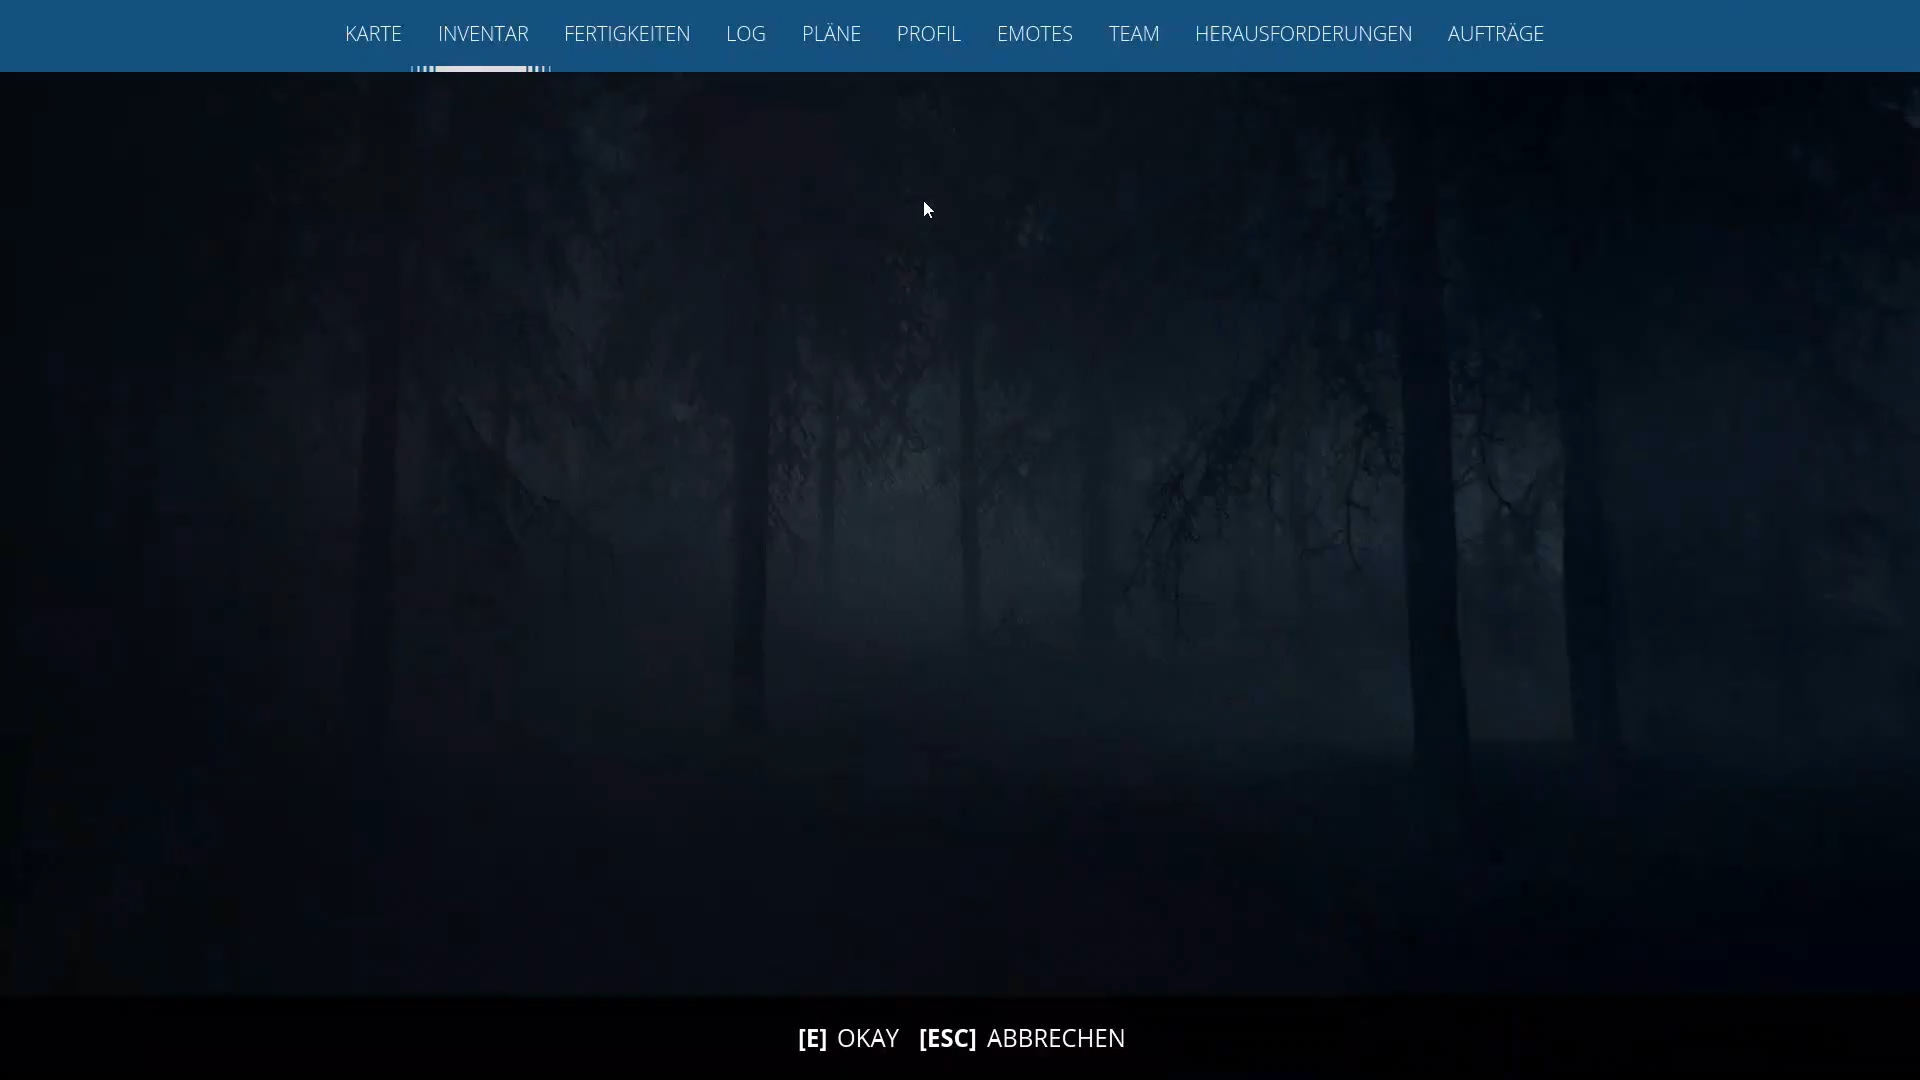 KARTE INVENTAR FERTIGKEITEN LOG PLÄNE PROFIL EMOTES TEAM HERAUSFORDERUNGEN AUFTRÄGE
[E] OKAY [ESC] ABBRECHEN